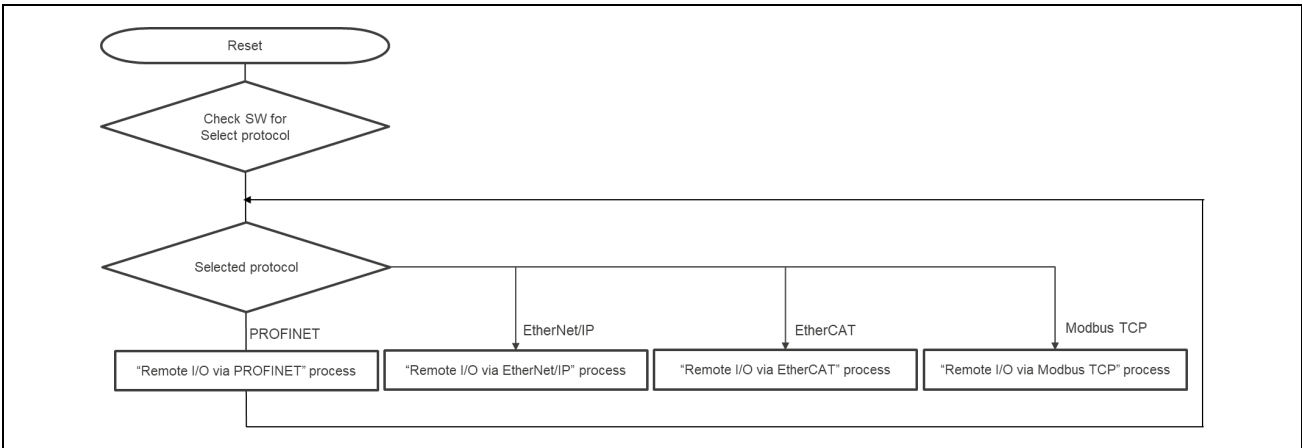 Reset
Check SW for
Select protocol
Selected protocol
PROFINET
EtherNet/IP
EtherCAT
Modbus TCP
“Remote I/O via PROFINET” process
“Remote I/O via EtherNet/IP” process
“Remote I/O via EtherCAT” process
“Remote I/O via Modbus TCP” process